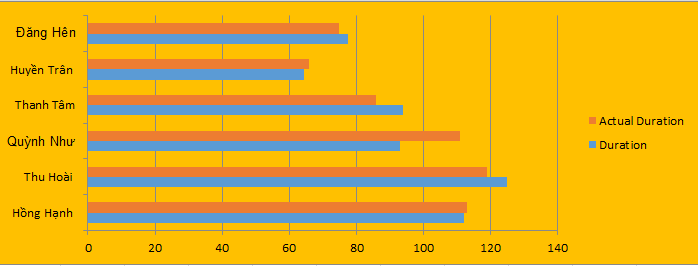 Đăng Hên
Huyền Trân
Thanh Tâm
Quỳnh Như
Thu Hoài
Hồng Hạnh
0 20 40 60 80 100 120 140
Actual Duration
Duration